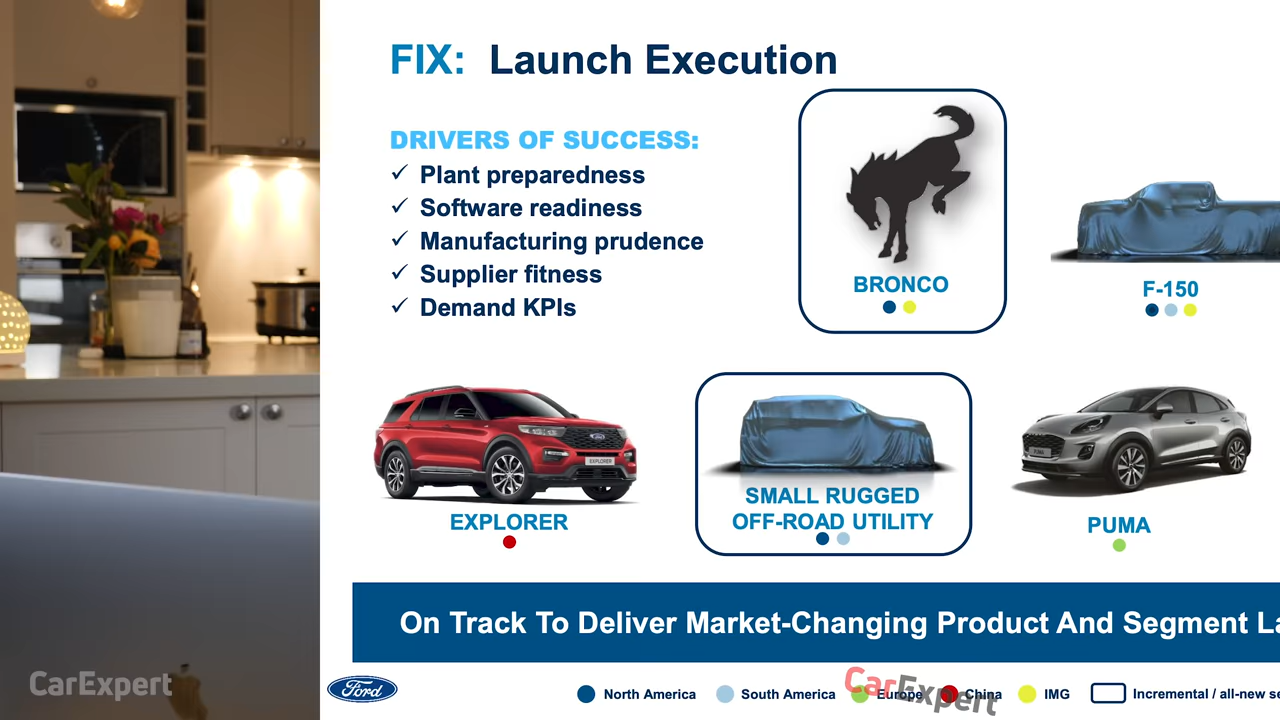 FIX: Launch Execution
DRIVERS OF SUCCESS:
✓ Plant preparedness
✓ Software readiness
✓ Manufacturing prudence
✓ Supplier fitness
✓ Demand KPIs
BRONCO
F-150
EXPLORER
EXPLORER
SMALL RUGGED
OFF-ROAD UTILITY
PUMA
On Track To Deliver Market-Changing Product And Segment La
CarExpert
Ford
North America
South America
Europe
China
IMG
Incremental / all-new se
CarExpert